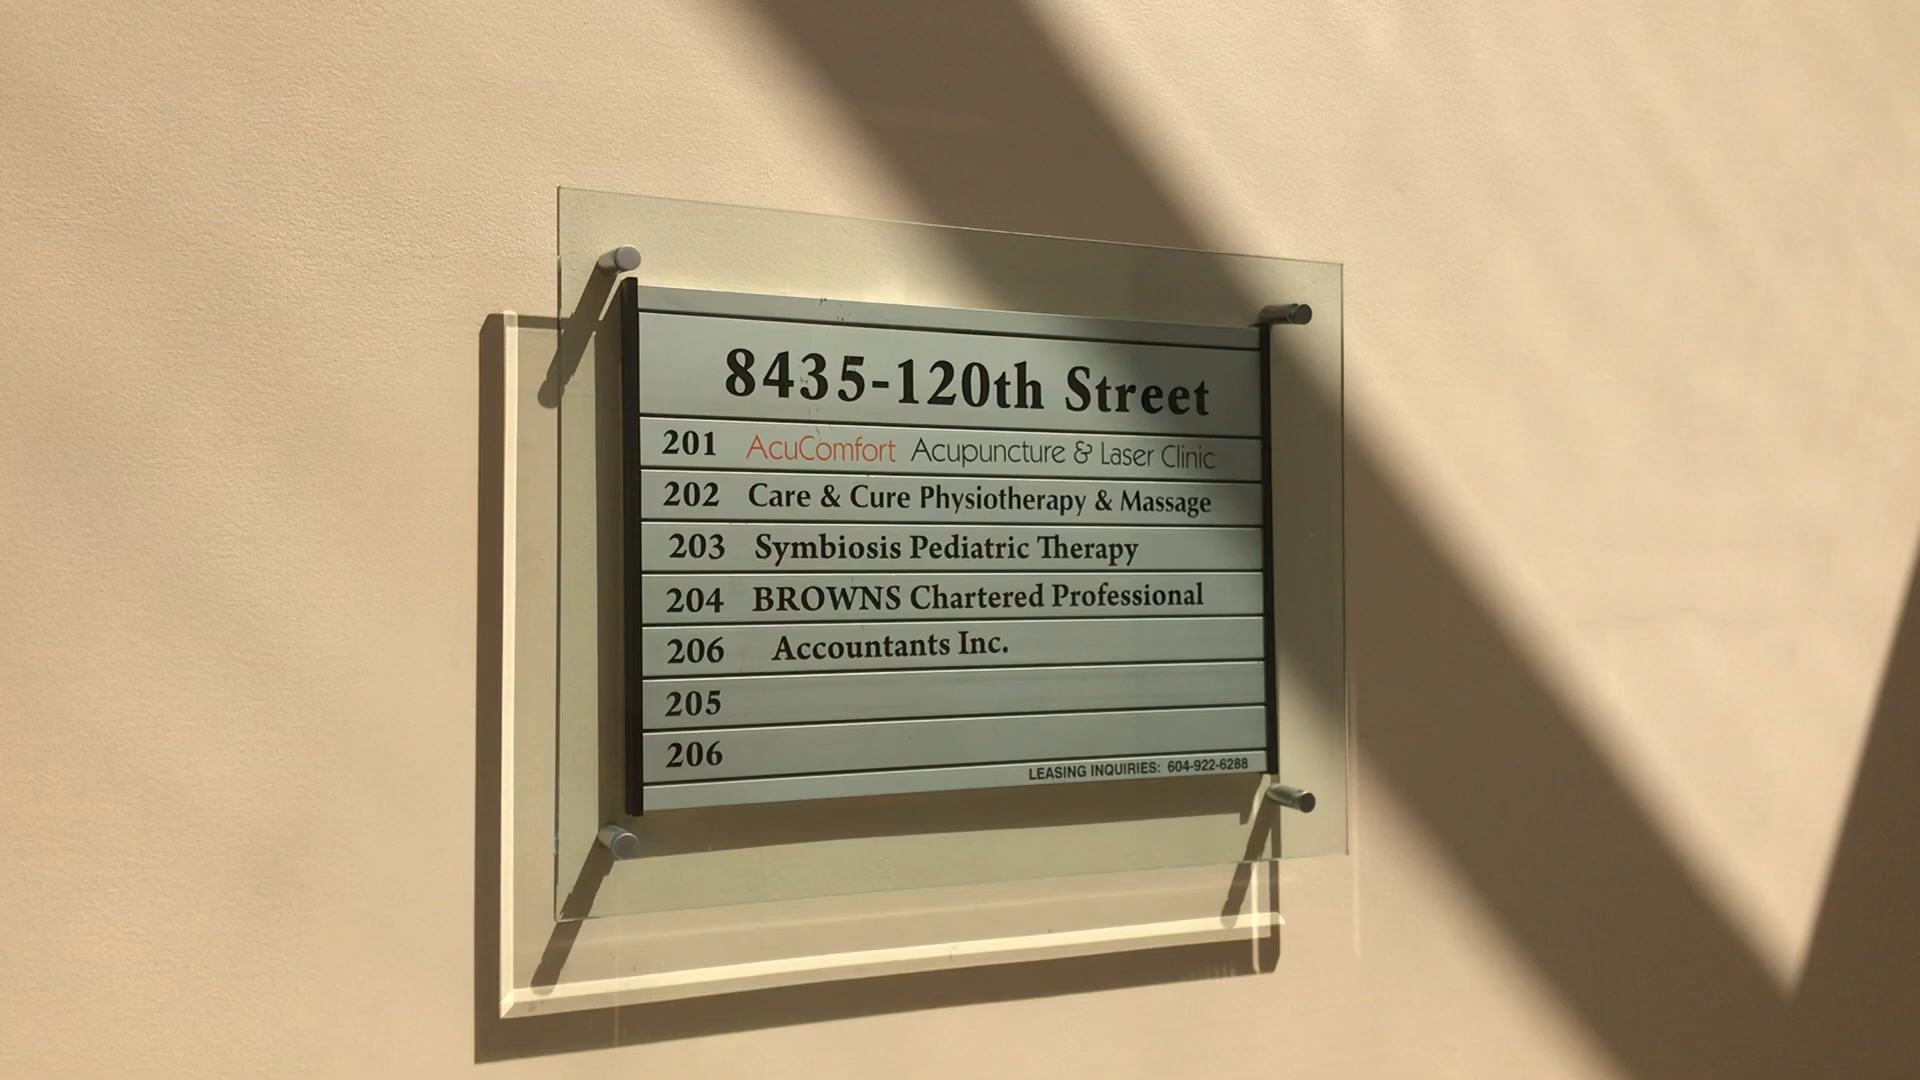 8435-120th Street
201 AcuComfort Acupuncture & Laser Clinic
202 Care & Cure Physiotherapy & Massage
203 Symbiosis Pediatric Therapy
204 BROWNS Chartered Professional
206 Accountants Inc.
205
206
LEASING INQUIRIES: 604-922-6288